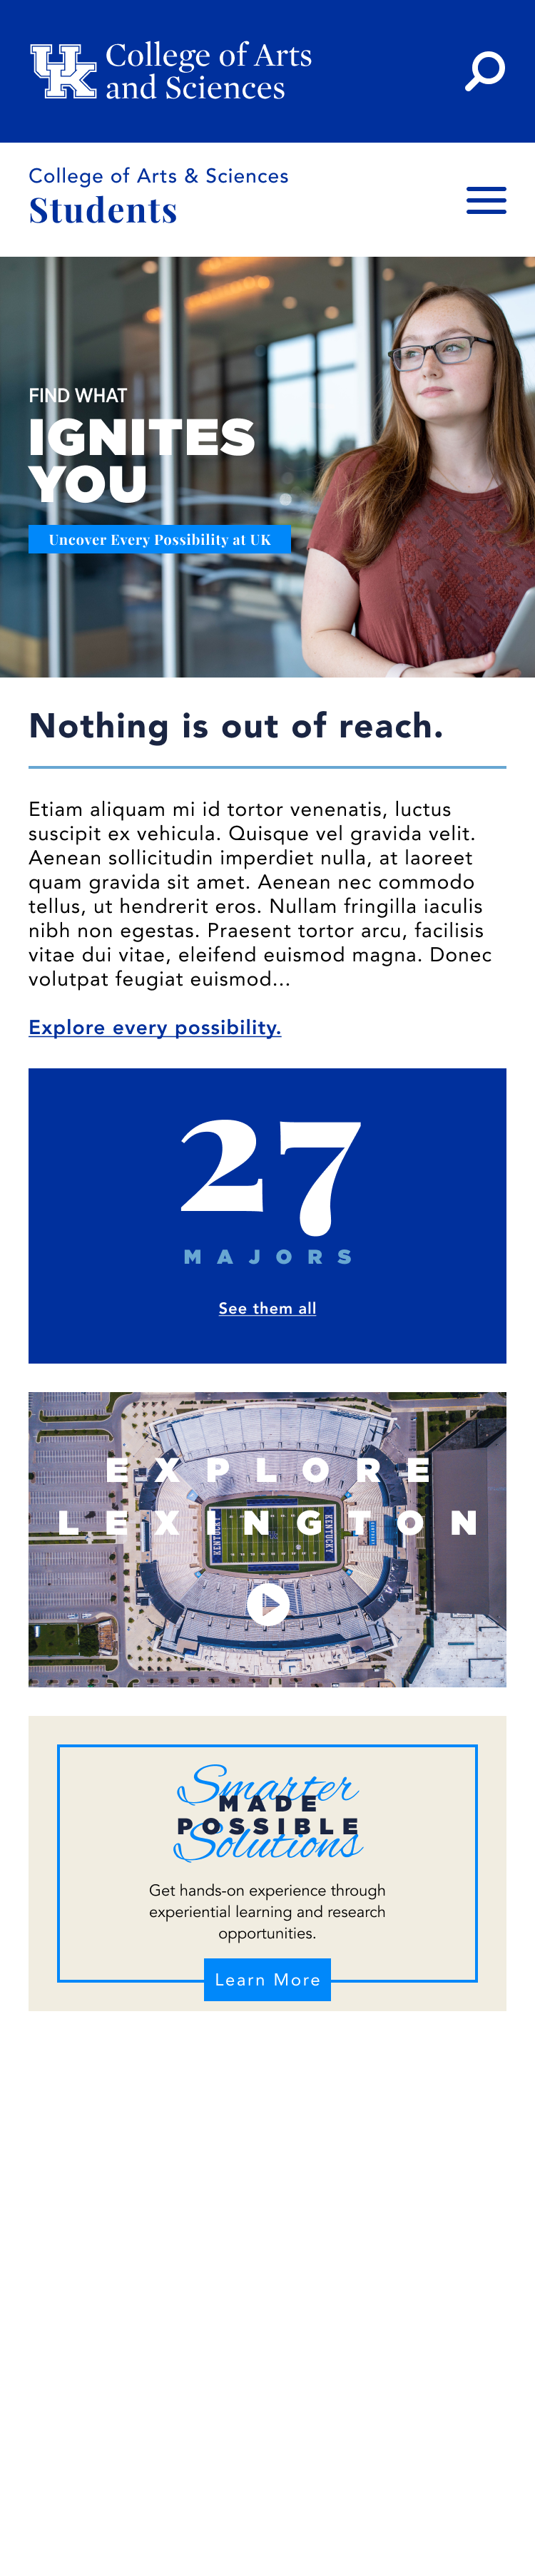 UK College of Arts
and Sciences
College of Arts & Sciences
Students
FIND WHAT
IGNITES
YOU
Uncover Every Possibility at UK
Nothing is out of reach.
Etiam aliquam mi id tortor venenatis, luctus
suscipit ex vehicula. Quisque vel gravida velit.
Aenean sollicitudin imperdiet nulla, at laoreet
quam gravida sit amet. Aenean nec commodo
tellus, ut hendrerit eros. Nullam fringilla iaculis
nibh non egestas. Praesent tortor arcu, facilisis
vitae dui vitae, eleifend euismod magna. Donec
volutpat feugiat euismod...
Explore every possibility.
27
MAJORS
See them all
EXPLORE
LEXINGTON
KENTUCKY
KENTUCKY
Smarter
MADE
POSSIBLE
Solutions
Get hands-on experience through
experiential learning and research
opportunities.
Learn More